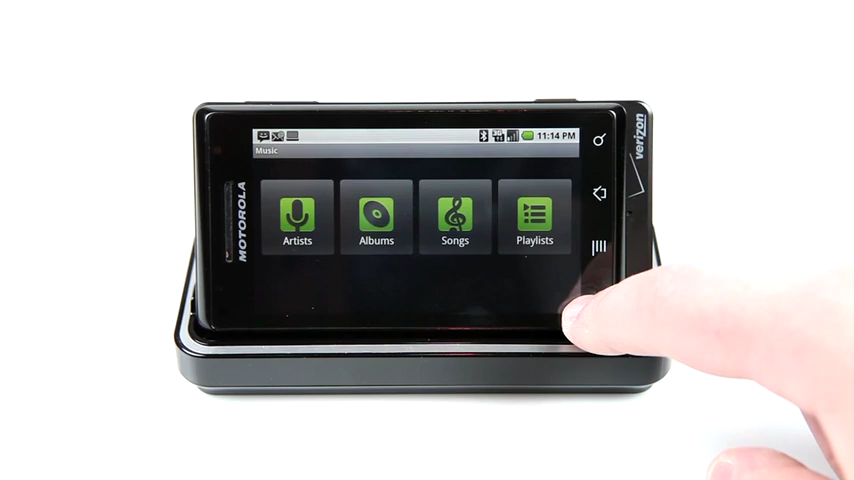 11:14 PM
Music
verizon
MOTOROLA
Artists
Albums
Songs
Playlists